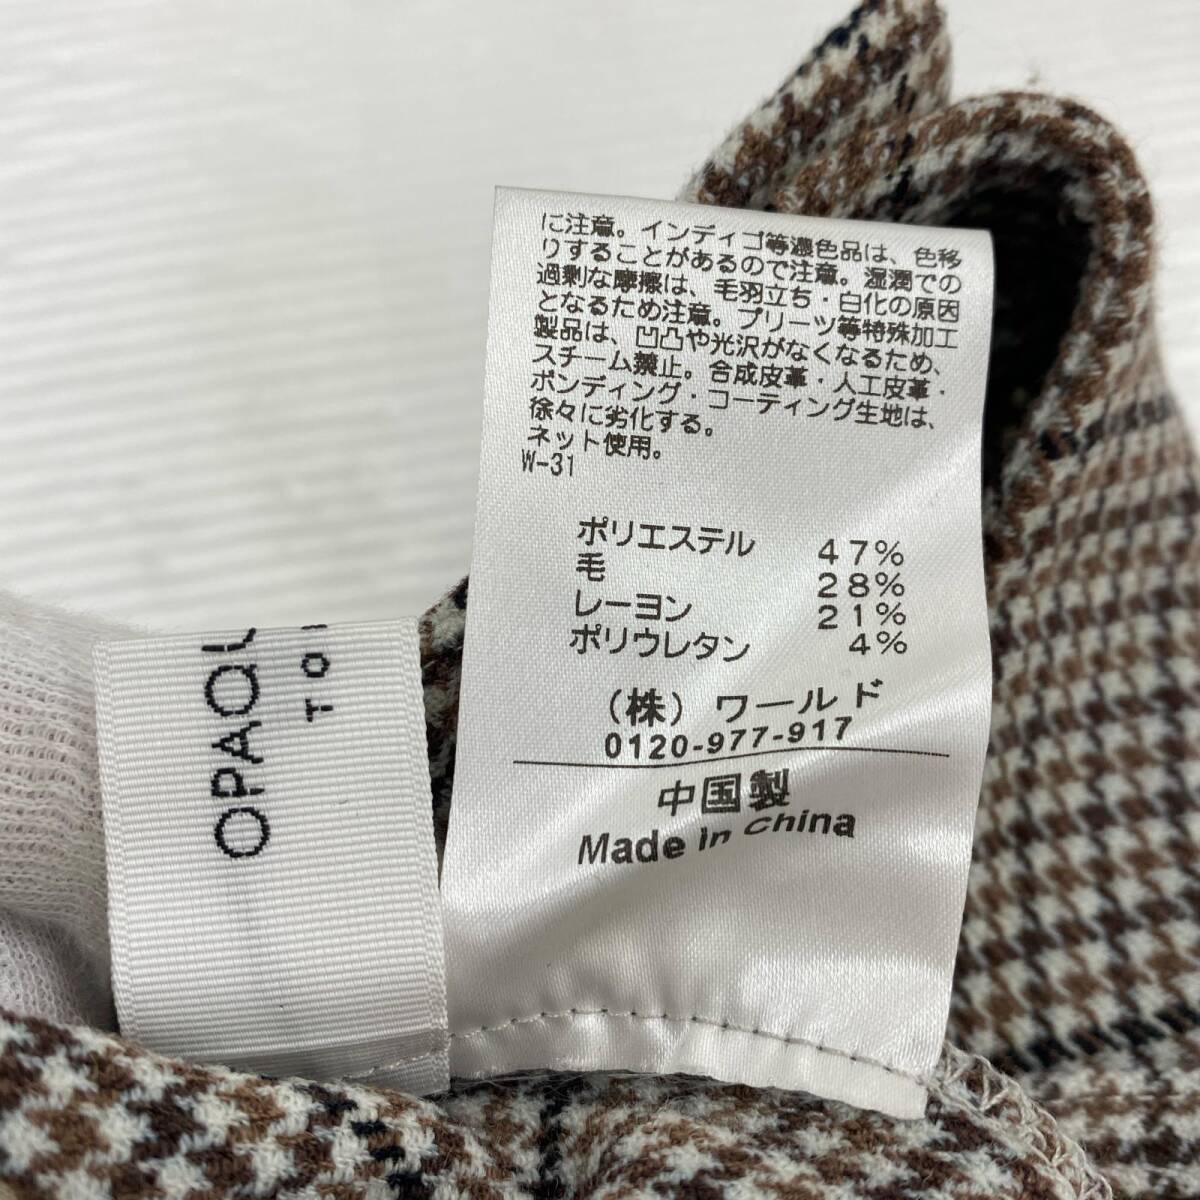 に注意。インディゴ等濃色品は、色移
りすることがあるので注意。湿潤での
過剰な摩擦は、毛羽立ち・白化の原因
となるため注意。プリーツ等特殊加工
製品は、凹凸や光沢がなくなるため、
スチーム禁止。合成皮革・人工皮革・
ボンディング・コーティング生地は、
徐々に劣化する。
ネット使用。
W-31
ポリエステル 47%
毛 28%
レーヨン 21%
ポリウレタン 4%
(株) ワールド
0120-977-917
中国製
Made in China